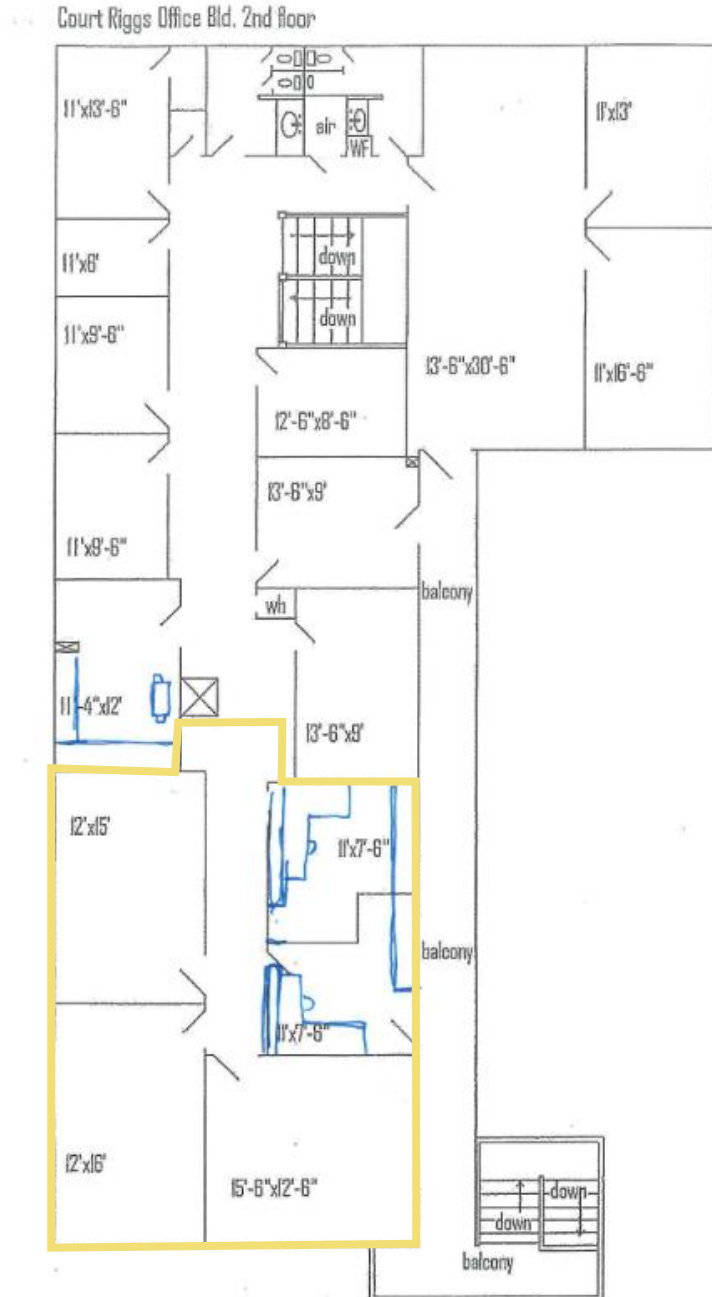 Court Riggs Office Bld. 2nd floor
11'x13'-6"
air
WF
11'x13'
11'x6'
down
down
11'x9'-6"
12'-6"x8'-6"
13'-6"x30'-6"
11'x16'-6"
13'-6"x9'
11'x9'-6"
balcony
wh
11'-4"x12'
13'-6"x9'
12'x15'
11'x7'-6"
balcony
11'x7'-6"
12'x16'
15'-6"x12'-6"
down
down
balcony